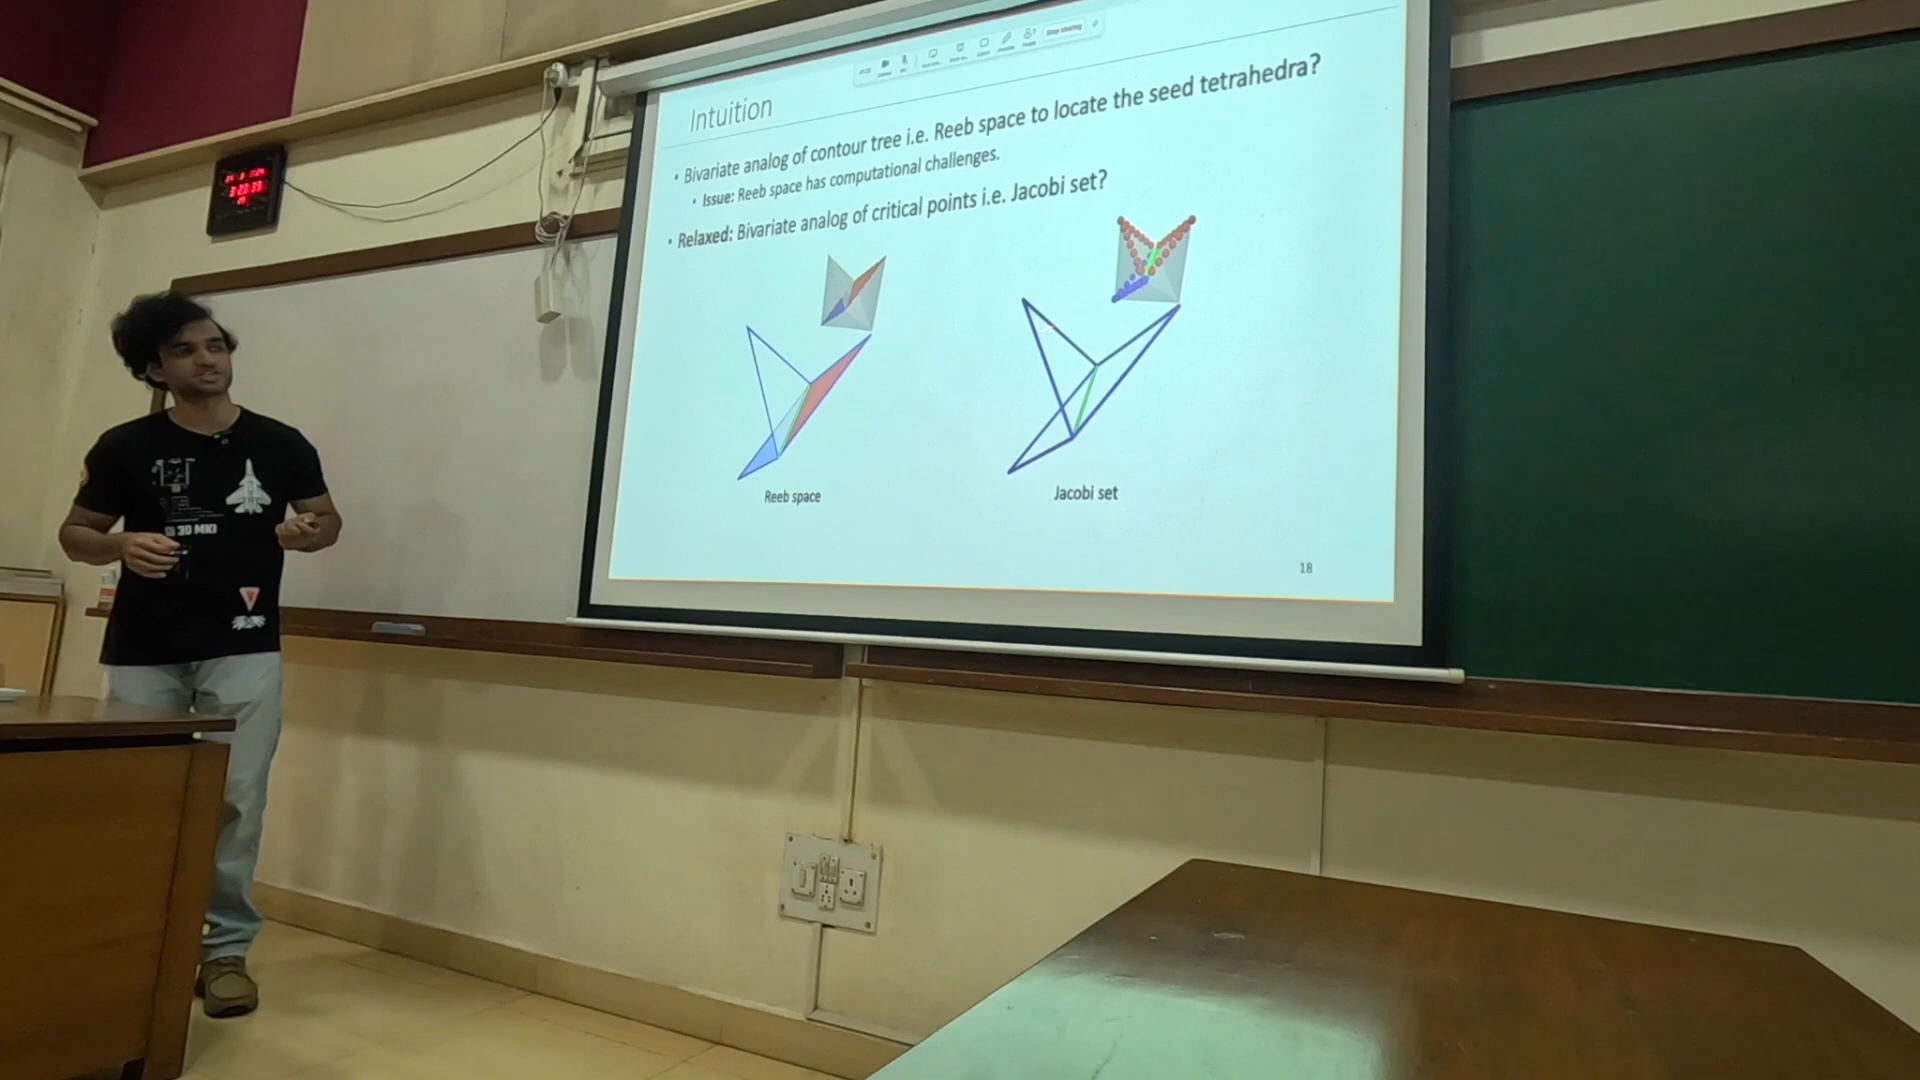 Stop sharing
Intuition
• Bivariate analog of contour tree i.e. Reeb space to locate the seed tetrahedra?
• Issue: Reeb space has computational challenges.
• Relaxed: Bivariate analog of critical points i.e. Jacobi set?
Reeb space
Jacobi set
18
30 MKI